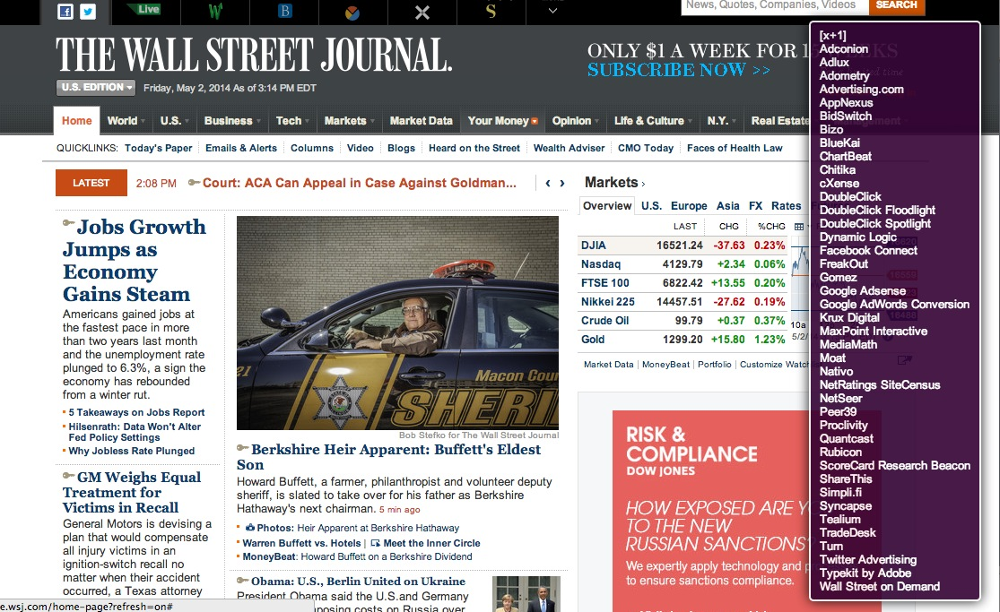 Live
News, Quotes, Companies, Videos
SEARCH
THE WALL STREET JOURNAL.
U.S. EDITION
Friday, May 2, 2014 As of 3:14 PM EDT
ONLY $1 A WEEK FOR 15 WEEKS
SUBSCRIBE NOW >>
Home World U.S. Business Tech Markets Market Data Your Money Opinion Life & Culture N.Y. Real Estate Management
QUICKLINKS: Today's Paper Emails & Alerts Columns Video Blogs Heard on the Street Wealth Adviser CMO Today Faces of Health Law
LATEST
2:08 PM
Court: ACA Can Appeal in Case Against Goldman...
Jobs Growth
Jumps as
Economy
Gains Steam
Americans gained jobs at
the fastest pace in more
than two years last month
and the unemployment rate
plunged to 6.3%, a sign the
economy has rebounded
from a winter rut.
5 Takeaways on Jobs Report
Hilsenrath: Data Won't Alter
Fed Policy Settings
Why Jobless Rate Plunged
GM Weighs Equal
Treatment for
Victims in Recall
General Motors is devising a
plan that would compensate
all injury victims in an
ignition-switch recall no
matter when their accident
occurred, a Texas attorney
e.wsj.com/home-page?refresh=on#
21
Macon Cou
SHERI
Bob Stefko for The Wall Street Journal
Berkshire Heir Apparent: Buffett's Eldest
Son
Howard Buffett, a farmer, philanthropist and volunteer deputy
sheriff, is slated to take over for his father as Berkshire
Hathaway's next chairman. 5 min ago
Photos: Heir Apparent at Berkshire Hathaway
Warren Buffett vs. Hotels | Meet the Inner Circle
MoneyBeat: Howard Buffett on a Berkshire Dividend
Obama: U.S., Berlin United on Ukraine
President Obama said the U.S.and Germany
posing costs on Russia over
Markets
Overview U.S. Europe Asia FX Rates
LAST CHG %CHG
DJIA 16521.24 -37.63 0.23%
Nasdaq 4129.79 +2.34 0.06%
FTSE 100 6822.42 +13.55 0.20%
Nikkei 225 14457.51 -27.62 0.19%
Crude Oil 99.79 +0.37 0.37%
Gold 1299.20 +15.80 1.23%
10a
5/2/
Market Data | MoneyBeat | Portfolio | Customize Watch
RISK &
COMPLIANCE
DOW JONES
HOW EXPOSED ARE Y
TO THE NEW
RUSSIAN SANCTIONS?
We expertly apply technology and p
to ensure sanctions compliance.
[x+1]
Adconion
Adlux
Adometry
Advertising.com
AppNexus
BidSwitch
Bizo
BlueKai
ChartBeat
Chitika
cXense
DoubleClick
DoubleClick Floodlight
DoubleClick Spotlight
Dynamic Logic
Facebook Connect
FreakOut
Gomez
Google Adsense
Google AdWords Conversion
Krux Digital
MaxPoint Interactive
MediaMath
Moat
Nativo
NetRatings SiteCensus
NetSeer
Peer39
Proclivity
Quantcast
Rubicon
ScoreCard Research Beacon
ShareThis
Simpli.fi
Syncapse
Tealium
TradeDesk
Turn
Twitter Advertising
Typekit by Adobe
Wall Street on Demand